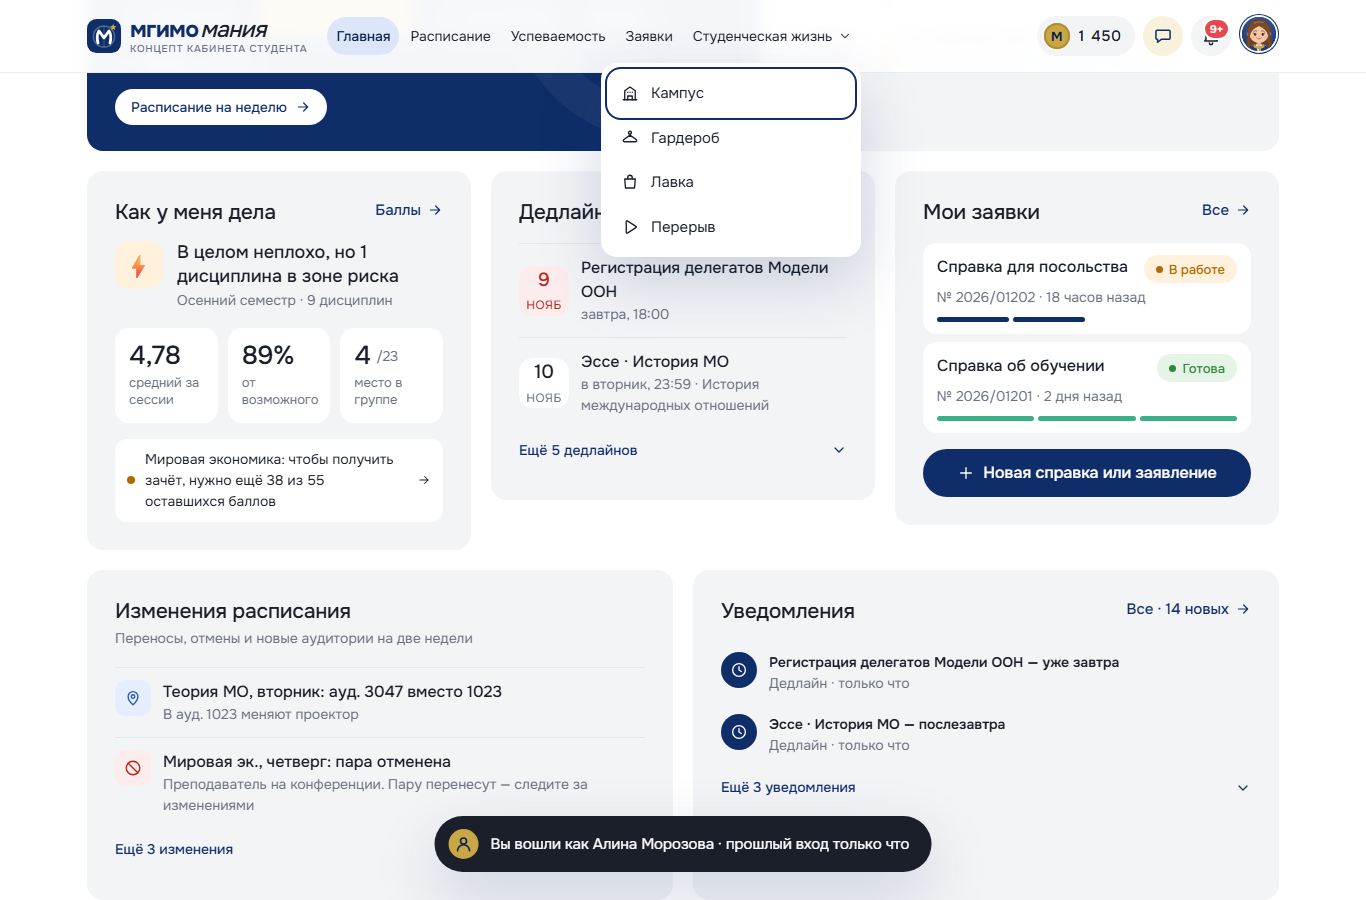 МГИМО мания
КОНЦЕПТ КАБИНЕТА СТУДЕНТА
Главная
Расписание
Успеваемость
Заявки
Студенческая жизнь
M
1 450
9+
Расписание на неделю
Кампус
Гардероб
Лавка
Перерыв
Как у меня дела
Баллы
В целом неплохо, но 1
дисциплина в зоне риска
Осенний семестр · 9 дисциплин
4,78
средний за
сессии
89%
от
возможного
4 /23
место в
группе
Мировая экономика: чтобы получить
зачёт, нужно ещё 38 из 55
оставшихся баллов
Дедлайн
9
НОЯБ
Регистрация делегатов Модели
ООН
завтра, 18:00
10
НОЯБ
Эссе · История МО
в вторник, 23:59 · История
международных отношений
Ещё 5 дедлайнов
Мои заявки
Все
Справка для посольства
В работе
№ 2026/01202 · 18 часов назад
Справка об обучении
Готова
№ 2026/01201 · 2 дня назад
Новая справка или заявление
Изменения расписания
Переносы, отмены и новые аудитории на две недели
Теория МО, вторник: ауд. 3047 вместо 1023
В ауд. 1023 меняют проектор
Мировая эк., четверг: пара отменена
Преподаватель на конференции. Пару перенесут — следите за
изменениями
Ещё 3 изменения
Уведомления
Все · 14 новых
Регистрация делегатов Модели ООН — уже завтра
Дедлайн · только что
Эссе · История МО — послезавтра
Дедлайн · только что
Ещё 3 уведомления
Вы вошли как Алина Морозова · прошлый вход только что